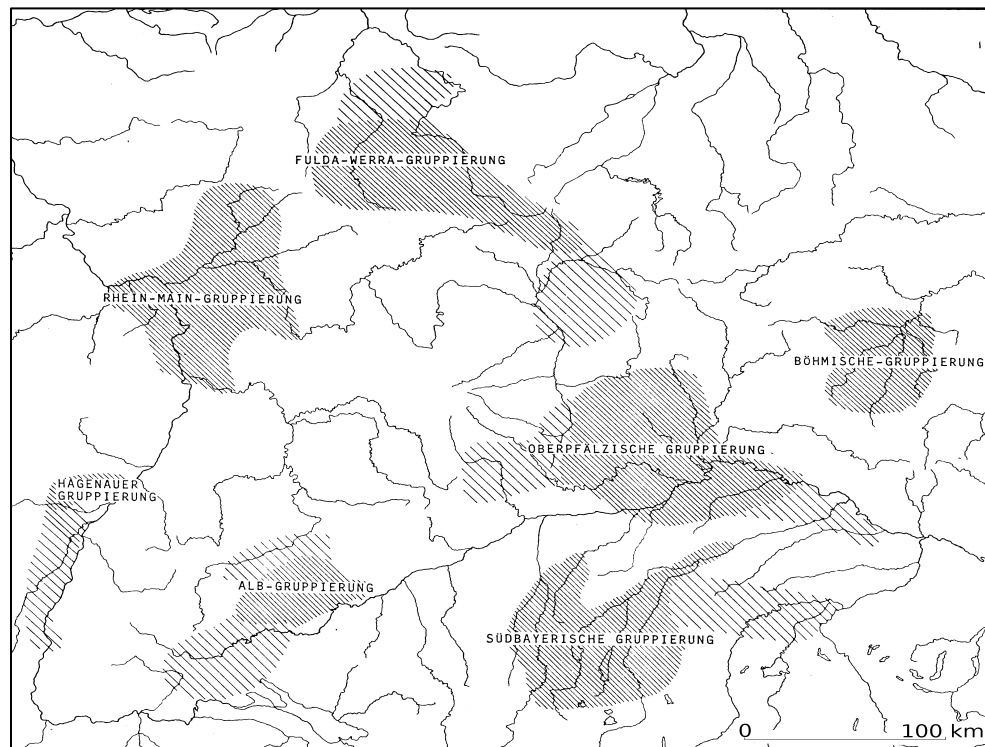 FULDA-WERRA-GRUPPIERUNG
RHEIN-MAIN-GRUPPIERUNG
BÖHMISCHE-GRUPPIERUNG
OBERPFÄLZISCHE GRUPPIERUNG
HAGENAUER
GRUPPIERUNG
ALB-GRUPPIERUNG
SÜDBAYERISCHE GRUPPIERUNG
0 100 km